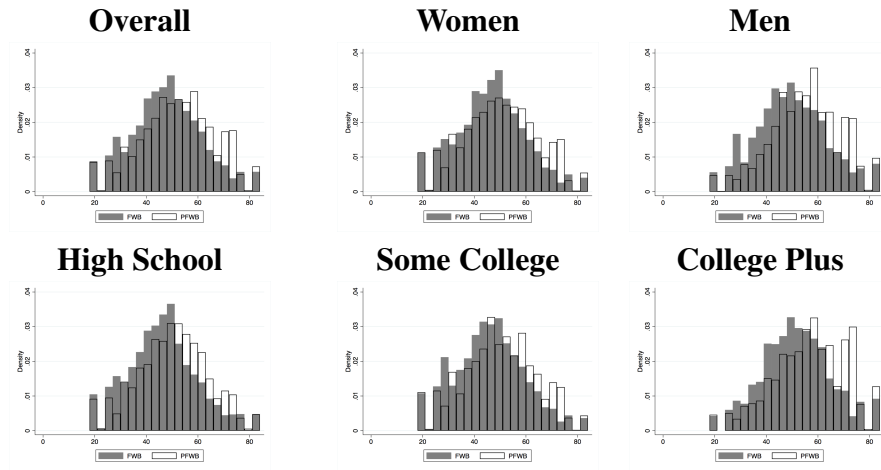 Overall
Women
Men
Density
0 .01 .02 .03 .04
0 20 40 60 80
FWB PFWB
Density
0 .01 .02 .03 .04
0 20 40 60 80
FWB PFWB
Density
0 .01 .02 .03 .04
0 20 40 60 80
FWB PFWB
High School
Some College
College Plus
Density
0 .01 .02 .03 .04
0 20 40 60 80
FWB PFWB
Density
0 .01 .02 .03 .04
0 20 40 60 80
FWB PFWB
Density
0 .01 .02 .03 .04
0 20 40 60 80
FWB PFWB